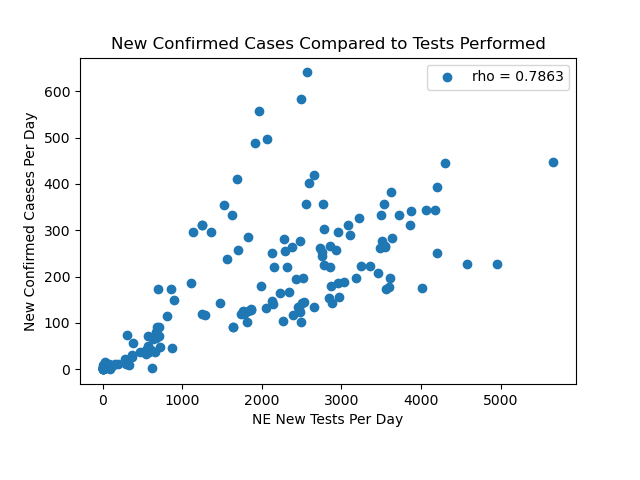 New Confirmed Cases Compared to Tests Performed
rho = 0.7863
New Confirmed Caeses Per Day
600
500
400
300
200
100
0
0 1000 2000 3000 4000 5000
NE New Tests Per Day